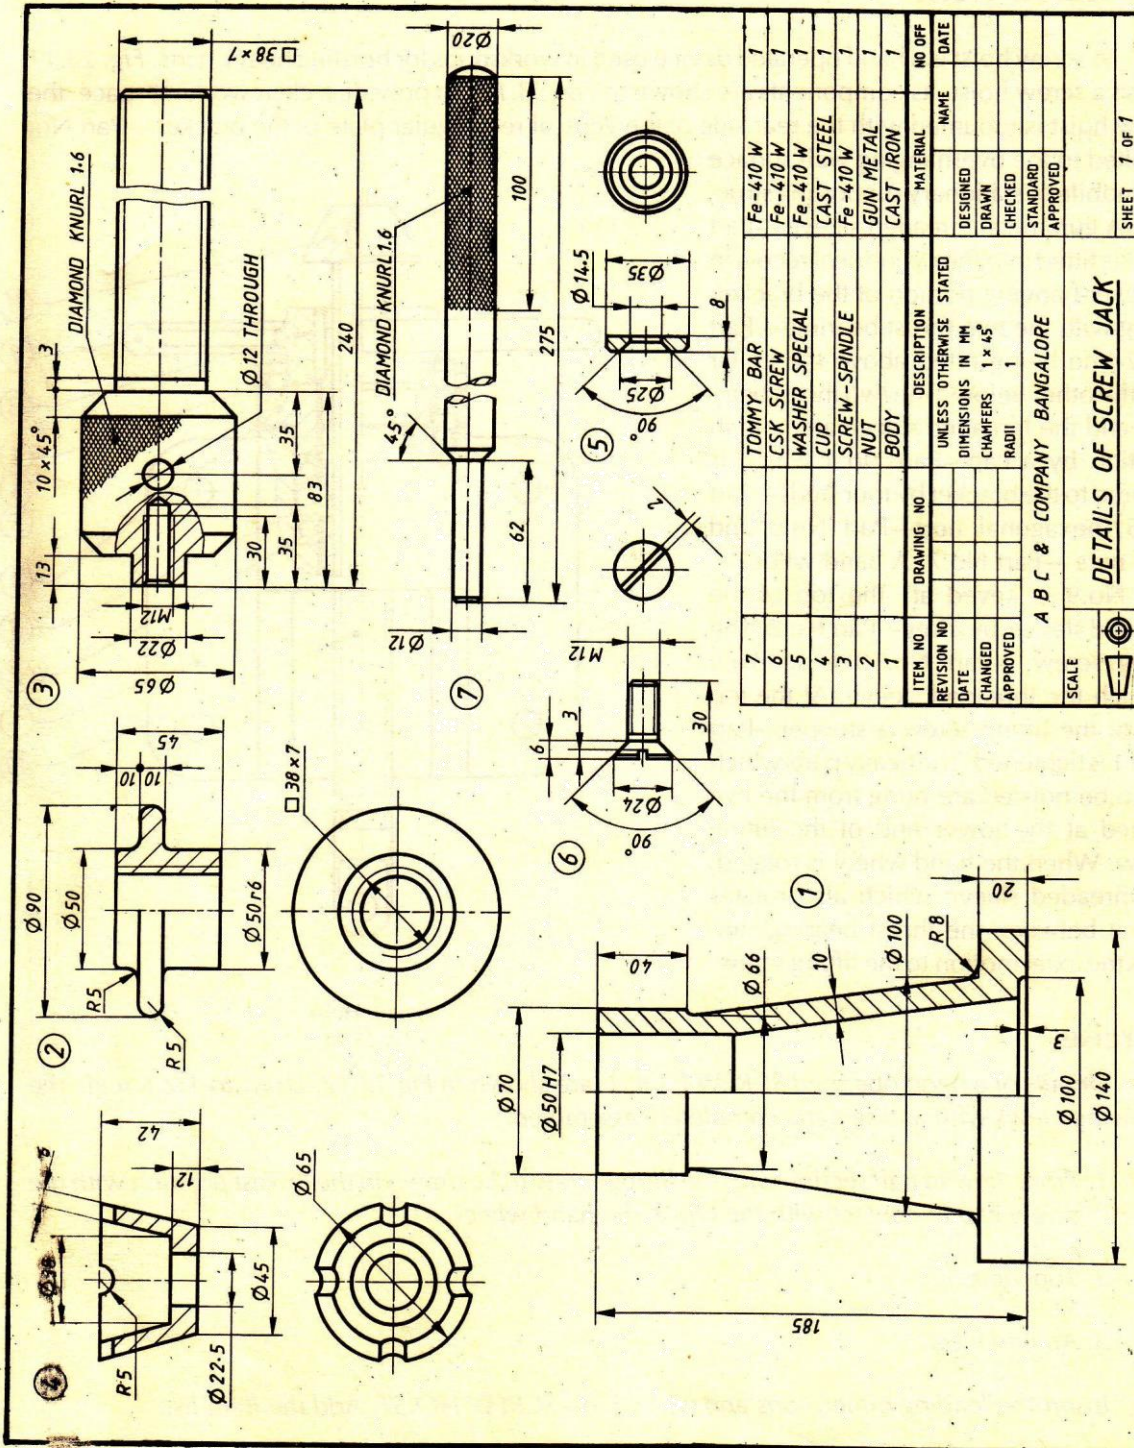 3
□ 38×7
DIAMOND KNURL 1.6
Ø12 THROUGH
3
10 × 45°
13
M12
Ø22
Ø65
30
35
35
83
240
7
Ø20
DIAMOND KNURL 1.6
45°
100
275
62
Ø12
5
Ø14.5
Ø35
Ø25
90°
8
6
M12
2
3
6
Ø24
90°
30
2
Ø90
Ø50
Ø50 r6
R5
R5
10
10
45
□ 38×7
4
42
12
R5
Ø22.5
Ø45
Ø65
1
Ø70
Ø50 H7
40
Ø66
10
Ø100
R8
20
3
Ø100
Ø140
185
7 TOMMY BAR Fe-410 W 1
6 CSK SCREW Fe-410 W 1
5 WASHER SPECIAL Fe-410 W 1
4 CUP CAST STEEL 1
3 SCREW-SPINDLE Fe-410 W 1
2 NUT GUN METAL 1
1 BODY CAST IRON 1
ITEM NO DRAWING NO DESCRIPTION MATERIAL NO OFF
REVISION NO UNLESS OTHERWISE STATED NAME DATE
DATE DIMENSIONS IN MM DESIGNED
CHANGED CHAMFERS 1 x 45° DRAWN
APPROVED RADII 1 CHECKED
STANDARD
APPROVED
A B C & COMPANY BANGALORE
SCALE
DETAILS OF SCREW JACK
SHEET 1 OF 1